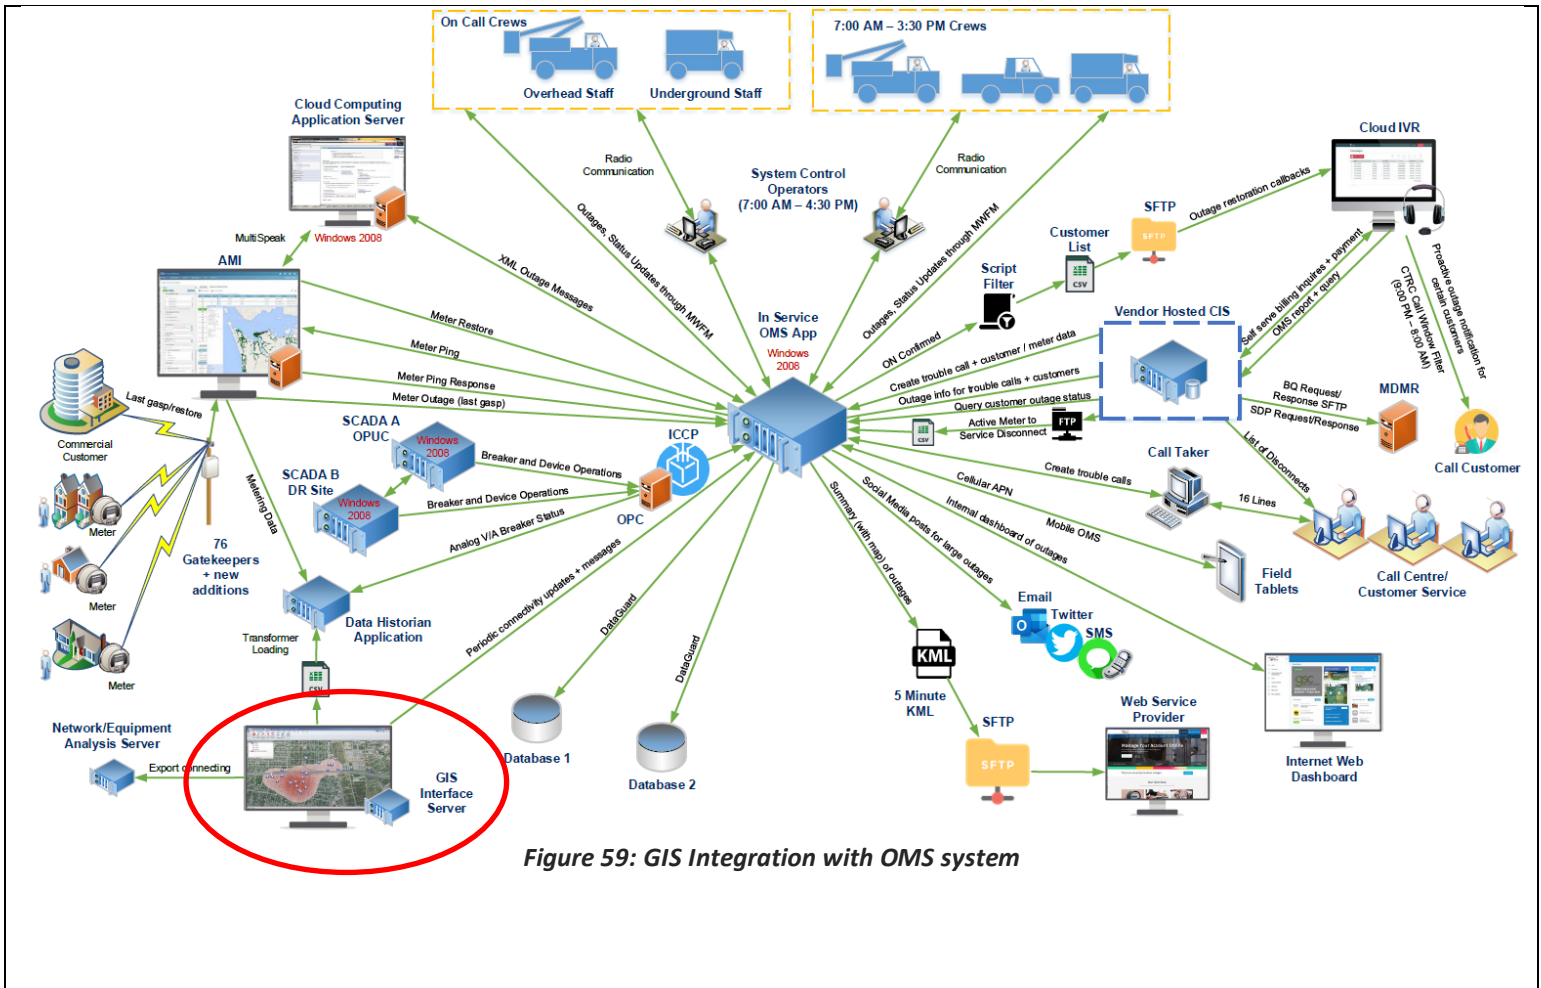 On Call Crews
Overhead Staff
Underground Staff
7:00 AM – 3:30 PM Crews
Cloud Computing
Application Server
Windows 2008
MultiSpeak
AMI
Radio
Communication
System Control
Operators
(7:00 AM – 4:30 PM)
Radio
Communication
Outages, Status Updates through MWFM
Outages, Status Updates through MWFM
XML Outage Messages
Meter Restore
Meter Ping
Meter Ping Response
Meter Outage (last gasp)
In Service
OMS App
Windows
2008
Script
Filter
ON Confirmed
Customer
List
CSV
SFTP
SFTP
Outage restoration callbacks
Cloud IVR
Self serve billing inquires + payment
OMS report + query
Proactive outage notification for
certain customers
CTRC Call Window Filter
(9:00 PM – 8:00 AM)
Vendor Hosted CIS
Create trouble call + customer / meter data
Outage info for trouble calls + customers
Query customer outage status
Active Meter to
Service Disconnect
CSV
FTP
BQ Request/
Response SFTP
SDP Request/Response
MDMR
Call Customer
List of Disconnects
Call Taker
Create trouble calls
16 Lines
Call Centre/
Customer Service
Cellular APN
Mobile OMS
Field
Tablets
Last gasp/restore
Commercial
Customer
Meter
Meter
Meter
76
Gatekeepers
+ new
additions
Metering Data
SCADA A
OPUC
Windows
2008
SCADA B
DR Site
Windows
2008
Breaker and Device Operations
Breaker and Device Operations
Analog V/A Breaker Status
ICCP
OPC
Data Historian
Application
Transformer
Loading
CSV
Periodic connectivity updates + messages
DataGuard
DataGuard
Database 1
Database 2
Summary (with map) of outages
Social Media posts for large outages
Internal dashboard of outages
KML
5 Minute
KML
Email
Twitter
SMS
SFTP
SFTP
Web Service
Provider
Internet Web
Dashboard
Network/Equipment
Analysis Server
Export connecting
GIS
Interface
Server
Figure 59: GIS Integration with OMS system